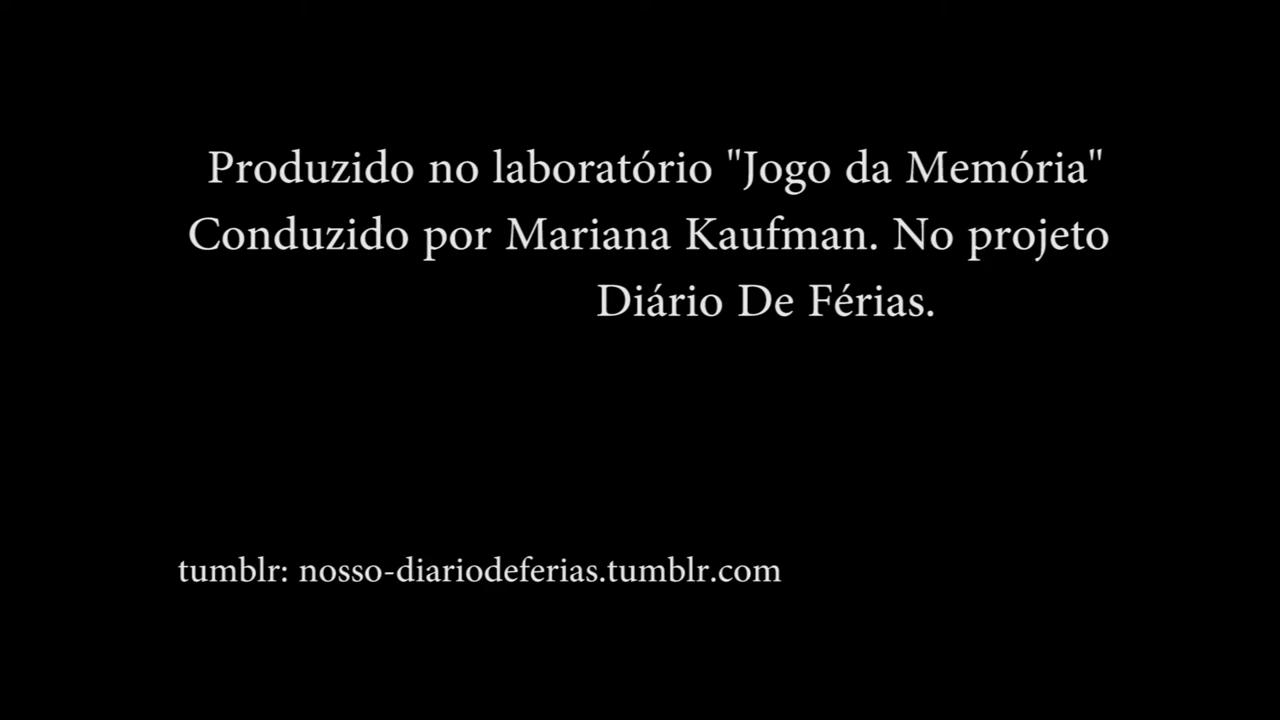 Produzido no laboratório "Jogo da Memória"
Conduzido por Mariana Kaufman. No projeto
Diário De Férias.
tumblr: nosso-diariodeferias.tumblr.com